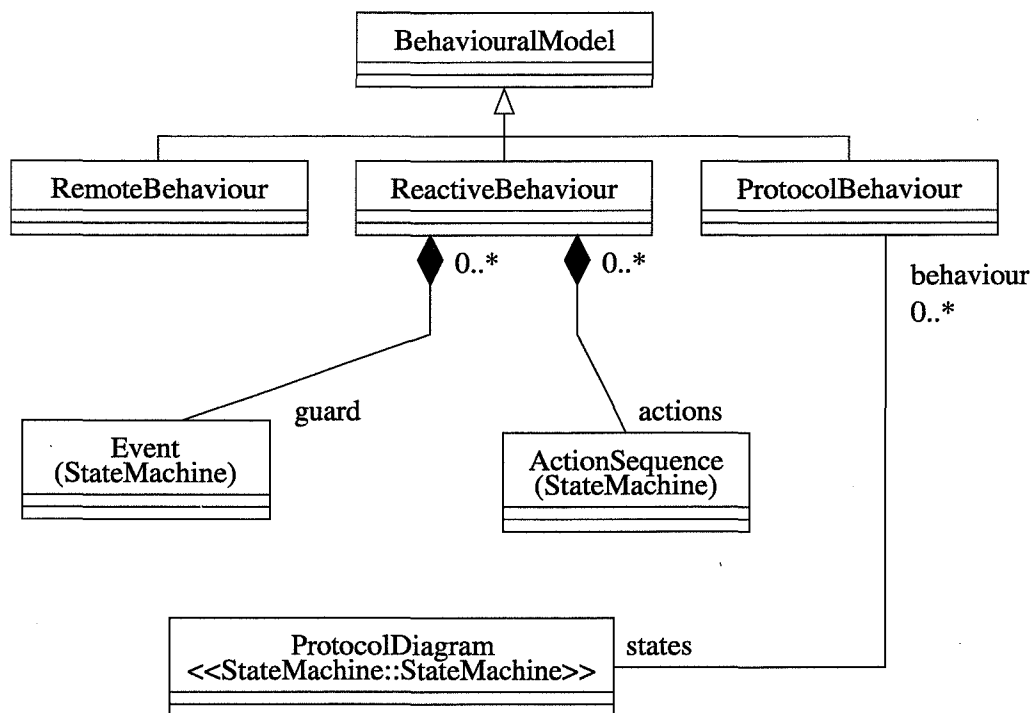 BehaviouralModel
RemoteBehaviour
ReactiveBehaviour
ProtocolBehaviour
0..*
0..*
behaviour
0..*
guard
actions
Event
(StateMachine)
ActionSequence
(StateMachine)
ProtocolDiagram
<<StateMachine::StateMachine>>
states